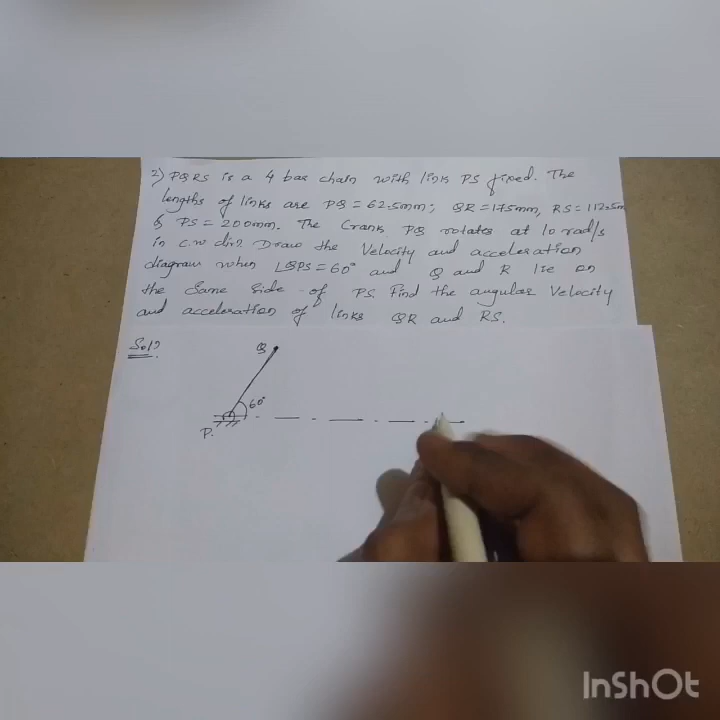 2) PQRS is a 4 bar chain with link PS fixed. The
lengths of links are PQ = 62.5mm; QR = 175mm, RS = 112.5m
& PS = 200mm. The Crank PQ rotates at 10 rad/s
in c.w dirn. Draw the Velocity and acceleration
diagram when ∠QPS = 60° and Q and R lie on
the Same Side of PS. Find the angular Velocity
and acceleration of links QR and RS.
Soln:
Q
60°
P.
InShOt